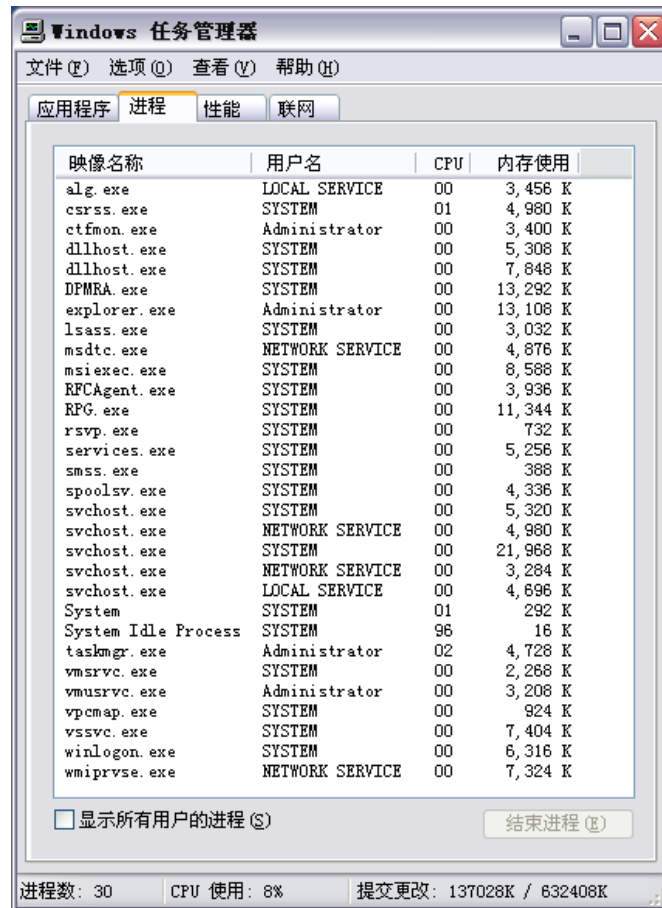 Windows 任务管理器
文件(F) 选项(O) 查看(V) 帮助(H)
应用程序 进程 性能 联网
映像名称 用户名 CPU 内存使用
alg.exe LOCAL SERVICE 00 3,456 K
csrss.exe SYSTEM 01 4,980 K
ctfmon.exe Administrator 00 3,400 K
dllhost.exe SYSTEM 00 5,308 K
dllhost.exe SYSTEM 00 7,848 K
DPMRA.exe SYSTEM 00 13,292 K
explorer.exe Administrator 00 13,108 K
lsass.exe SYSTEM 00 3,032 K
msdtc.exe NETWORK SERVICE 00 4,876 K
msiexec.exe SYSTEM 00 8,588 K
RFCAgent.exe SYSTEM 00 3,936 K
RPG.exe SYSTEM 00 11,344 K
rsvp.exe SYSTEM 00 732 K
services.exe SYSTEM 00 5,256 K
smss.exe SYSTEM 00 388 K
spoolsv.exe SYSTEM 00 4,336 K
svchost.exe SYSTEM 00 5,320 K
svchost.exe NETWORK SERVICE 00 4,980 K
svchost.exe SYSTEM 00 21,968 K
svchost.exe NETWORK SERVICE 00 3,284 K
svchost.exe LOCAL SERVICE 00 4,696 K
System SYSTEM 01 292 K
System Idle Process SYSTEM 96 16 K
taskmgr.exe Administrator 02 4,728 K
vmsrvc.exe SYSTEM 00 2,268 K
vmusrvc.exe Administrator 00 3,208 K
vpcmap.exe SYSTEM 00 924 K
vssvc.exe SYSTEM 00 7,404 K
winlogon.exe SYSTEM 00 6,316 K
wmiprvse.exe NETWORK SERVICE 00 7,324 K
显示所有用户的进程(S) 结束进程(E)
进程数: 30 CPU 使用: 8% 提交更改: 137028K / 632408K